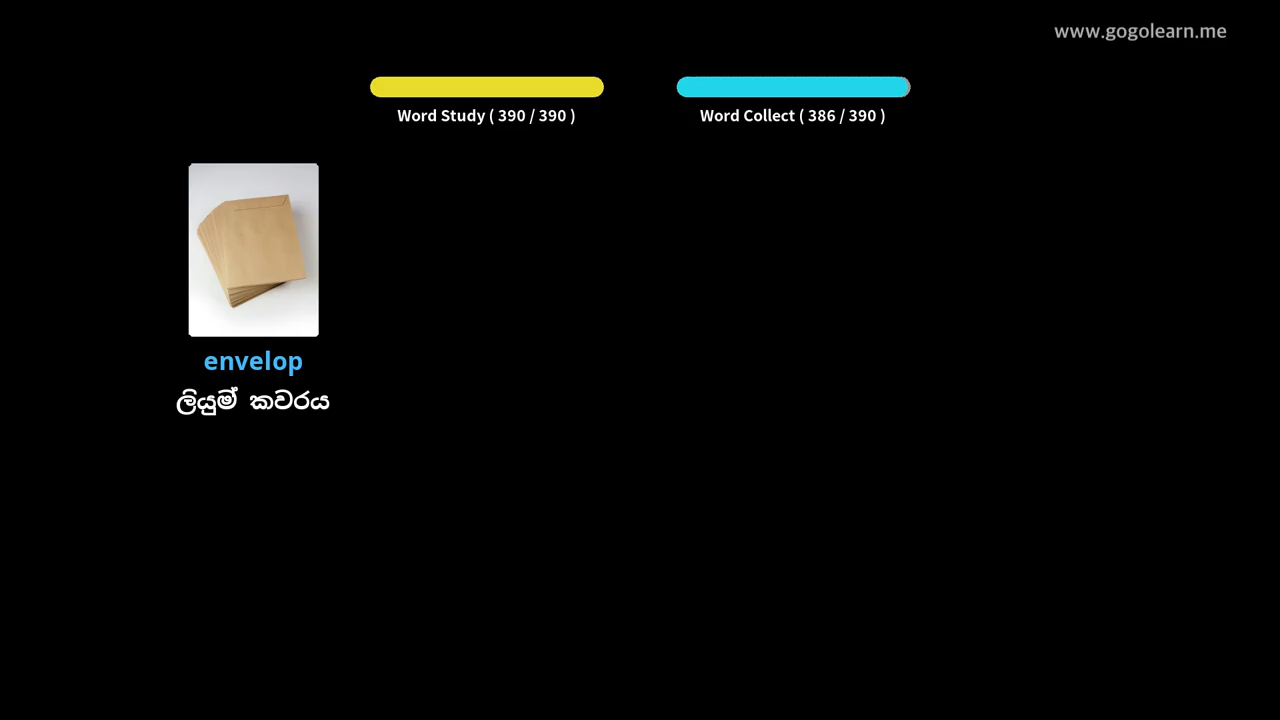 www.gogolearn.me
Word Study ( 390 / 390 )
Word Collect ( 386 / 390 )
envelop
ලියුම් කවරය